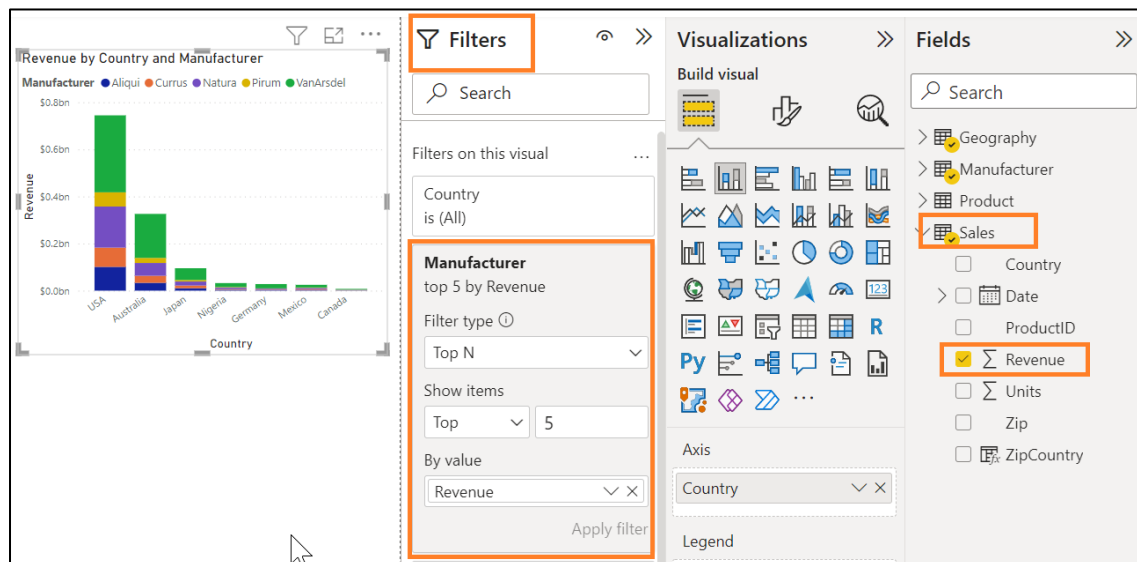 Revenue by Country and Manufacturer
Manufacturer Aliqui Currus Natura Pirum VanArsdel
$0.8bn
$0.6bn
$0.4bn
$0.2bn
$0.0bn
Revenue
USA
Australia
Japan
Nigeria
Germany
Mexico
Canada
Country
Filters
Search
Filters on this visual
Country
is (All)
Manufacturer
top 5 by Revenue
Filter type
Top N
Show items
Top 5
By value
Revenue
Apply filter
Visualizations
Build visual
123
R
Py
Axis
Country
Legend
Fields
Search
Geography
Manufacturer
Product
Sales
Country
Date
ProductID
Revenue
Units
Zip
ZipCountry